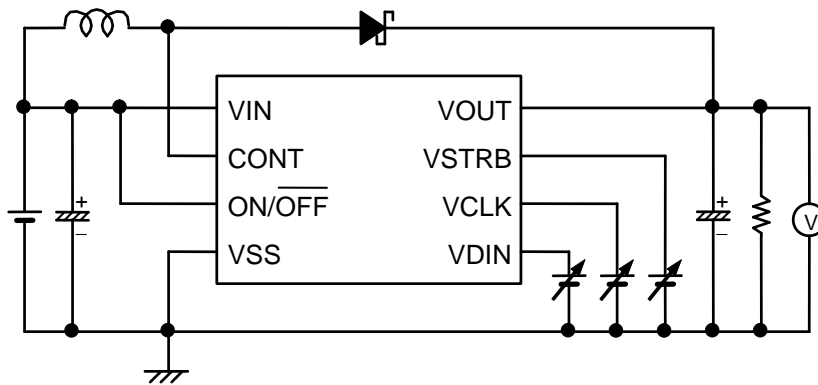 VIN VOUT
CONT VSTRB
ON/OFF VCLK
VSS VDIN
+
−
+
−
V